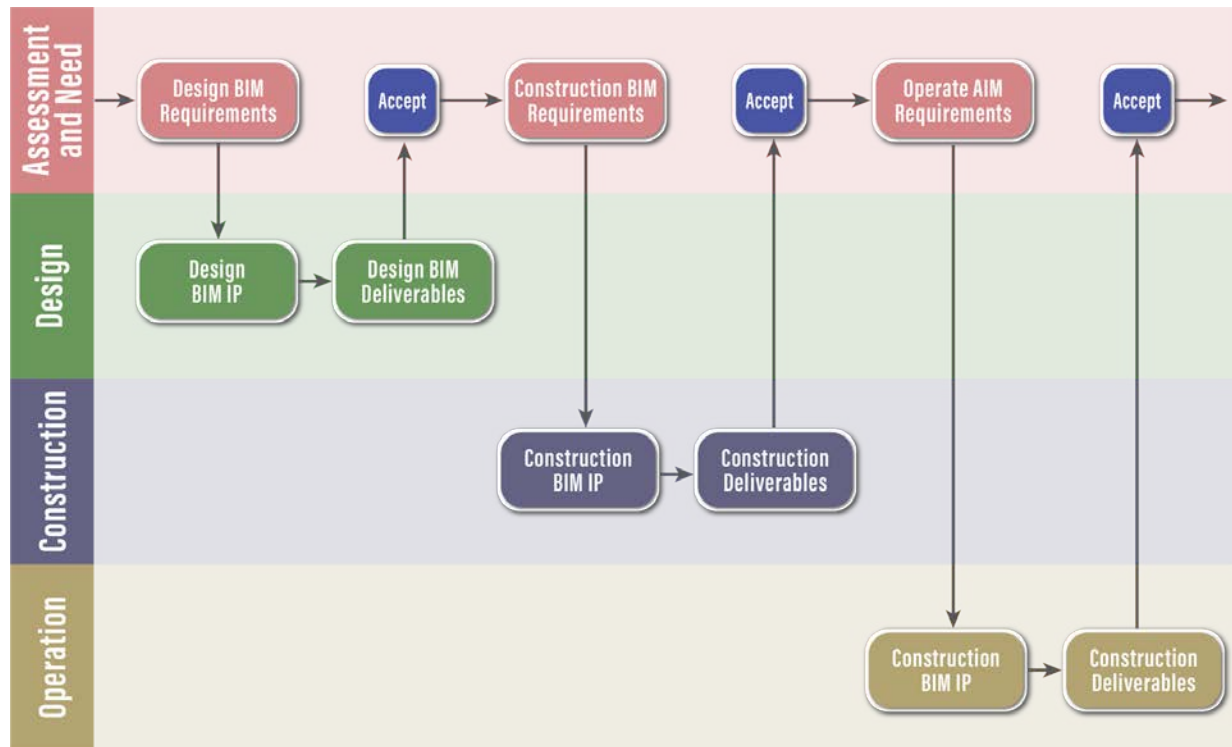 Assessment
and Need
Design BIM
Requirements
Accept
Construction BIM
Requirements
Accept
Operate AIM
Requirements
Accept
Design
Design
BIM IP
Design BIM
Deliverables
Construction
Construction
BIM IP
Construction
Deliverables
Operation
Construction
BIM IP
Construction
Deliverables